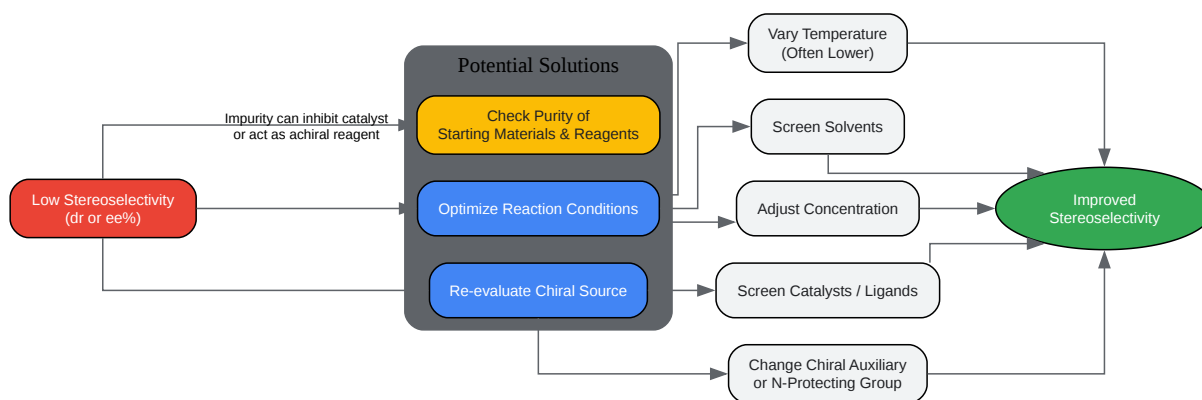 Low Stereoselectivity
(dr or ee%)
Impurity can inhibit catalyst
or act as achiral reagent
Potential Solutions
Check Purity of
Starting Materials & Reagents
Optimize Reaction Conditions
Re-evaluate Chiral Source
Vary Temperature
(Often Lower)
Screen Solvents
Adjust Concentration
Screen Catalysts / Ligands
Change Chiral Auxiliary
or N-Protecting Group
Improved
Stereoselectivity